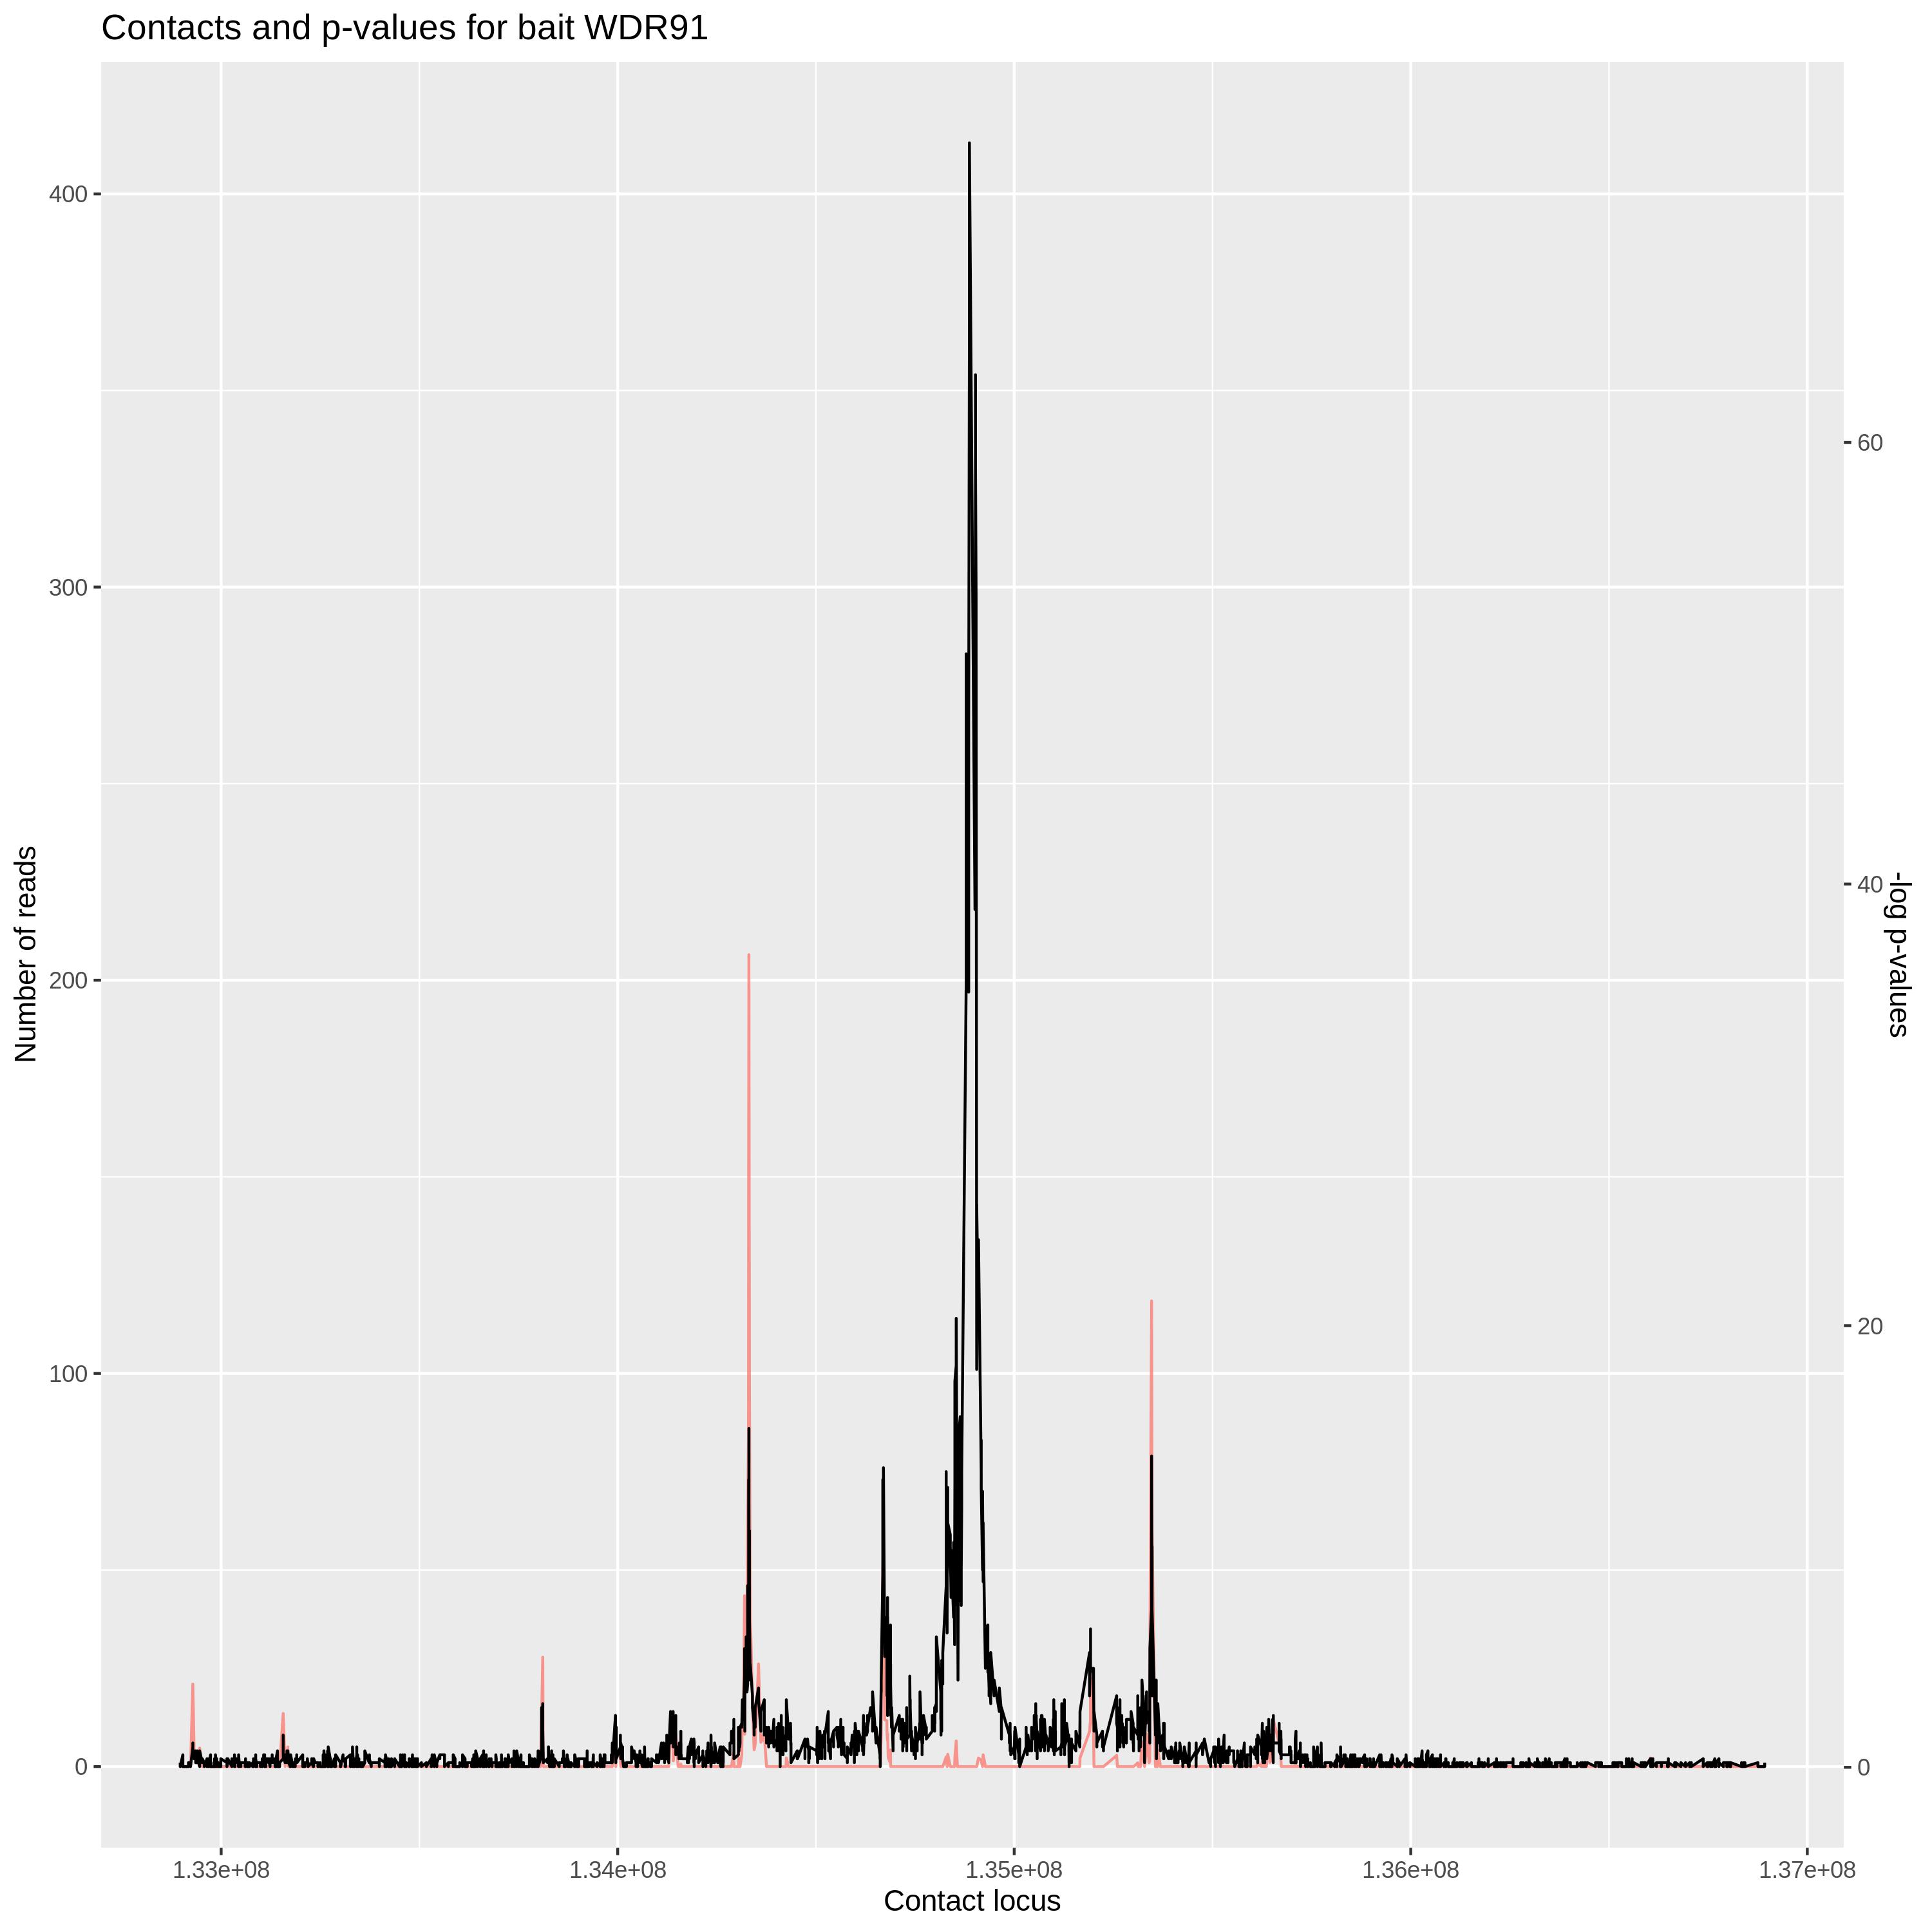 Contacts and p-values for bait WDR91
Number of reads
400
300
200
100
0
60
40
20
0
-log p-values
1.33e+08
1.34e+08
1.35e+08
1.36e+08
1.37e+08
Contact locus